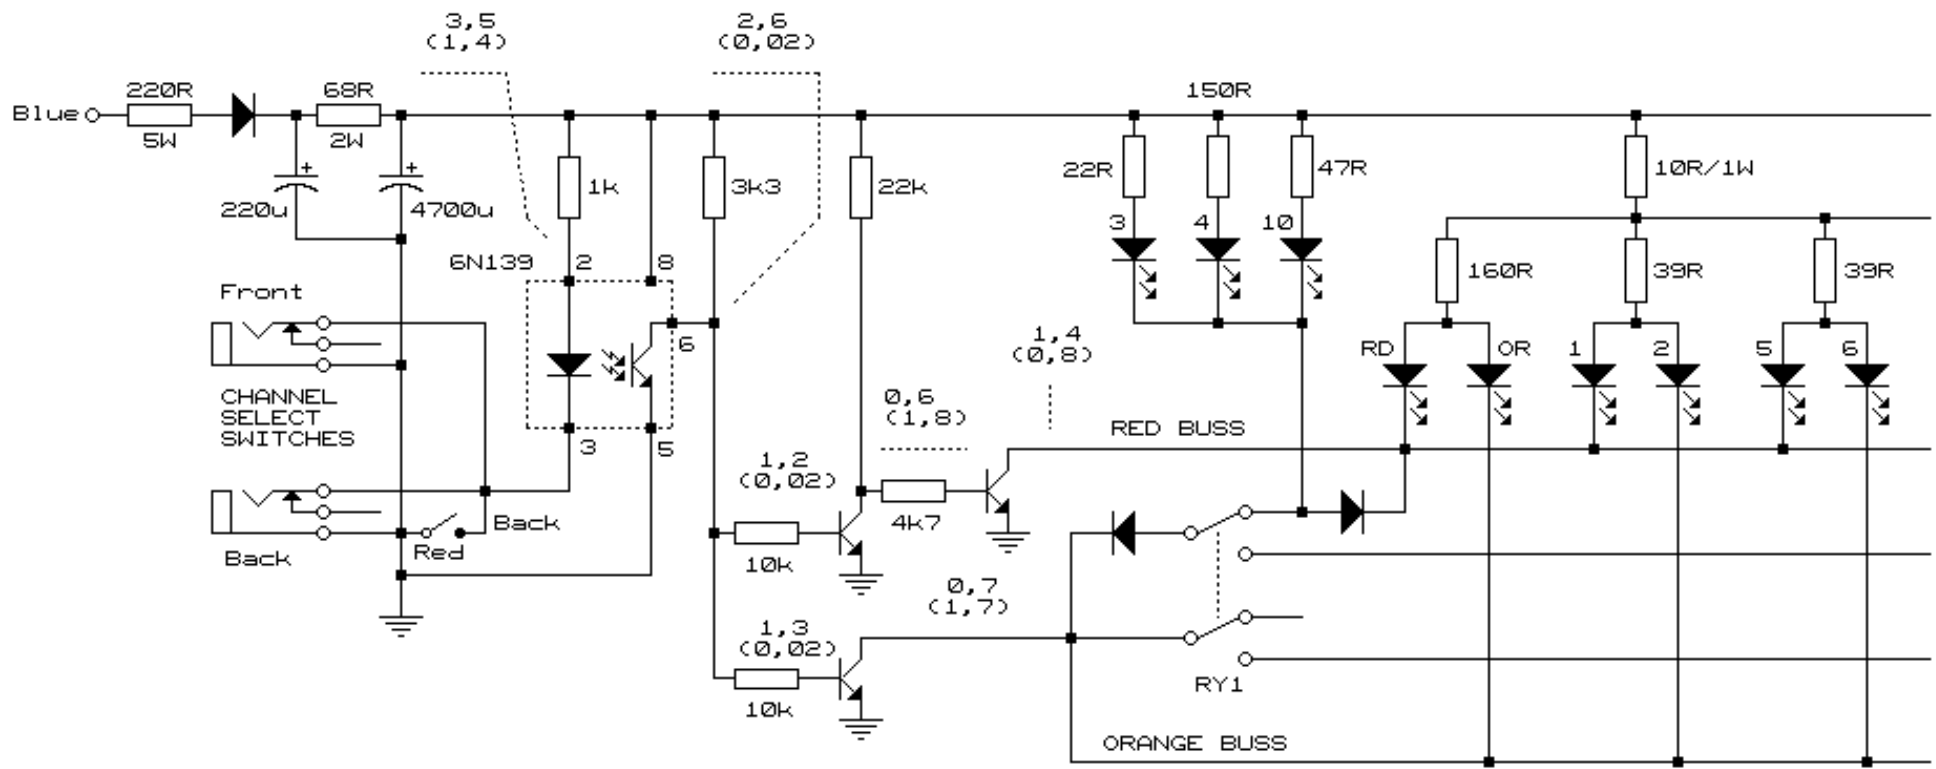 3,5
(1,4)
2,6
(0,02)
220R
68R
150R
Blue
5W
2W
+
+
1k
3k3
22k
22R
47R
10R/1W
220u
4700u
3
4
10
6N139
2
8
160R
39R
39R
Front
6
1,4
(0,8)
RD
OR
1
2
5
6
CHANNEL
SELECT
SWITCHES
0,6
(1,8)
RED BUSS
3
5
1,2
(0,02)
4k7
Back
Red
Back
10k
0,7
(1,7)
1,3
(0,02)
RY1
10k
ORANGE BUSS